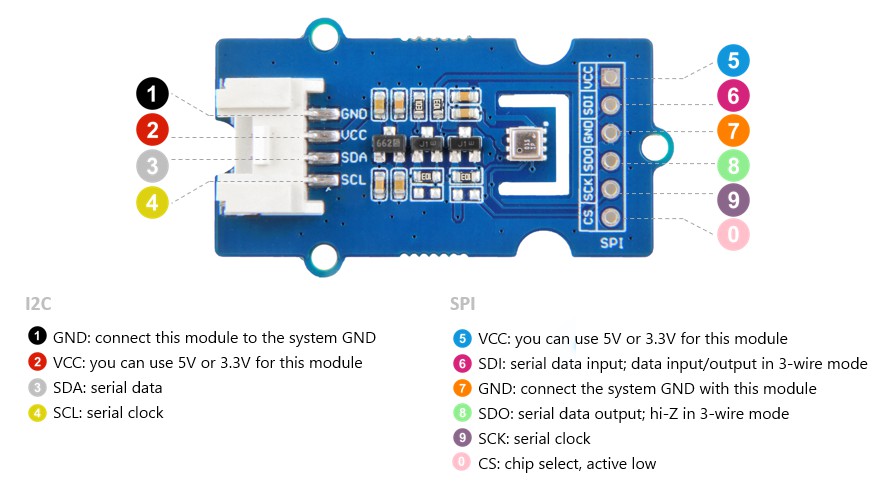 1
2
3
4
GND
VCC
SDA
SCL
662
J1
J1
VCC
SDI
GND
SDO
SCK
CS
SPI
5
6
7
8
9
0
I2C
1 GND: connect this module to the system GND
2 VCC: you can use 5V or 3.3V for this module
3 SDA: serial data
4 SCL: serial clock
SPI
5 VCC: you can use 5V or 3.3V for this module
6 SDI: serial data input; data input/output in 3-wire mode
7 GND: connect the system GND with this module
8 SDO: serial data output; hi-Z in 3-wire mode
9 SCK: serial clock
0 CS: chip select, active low